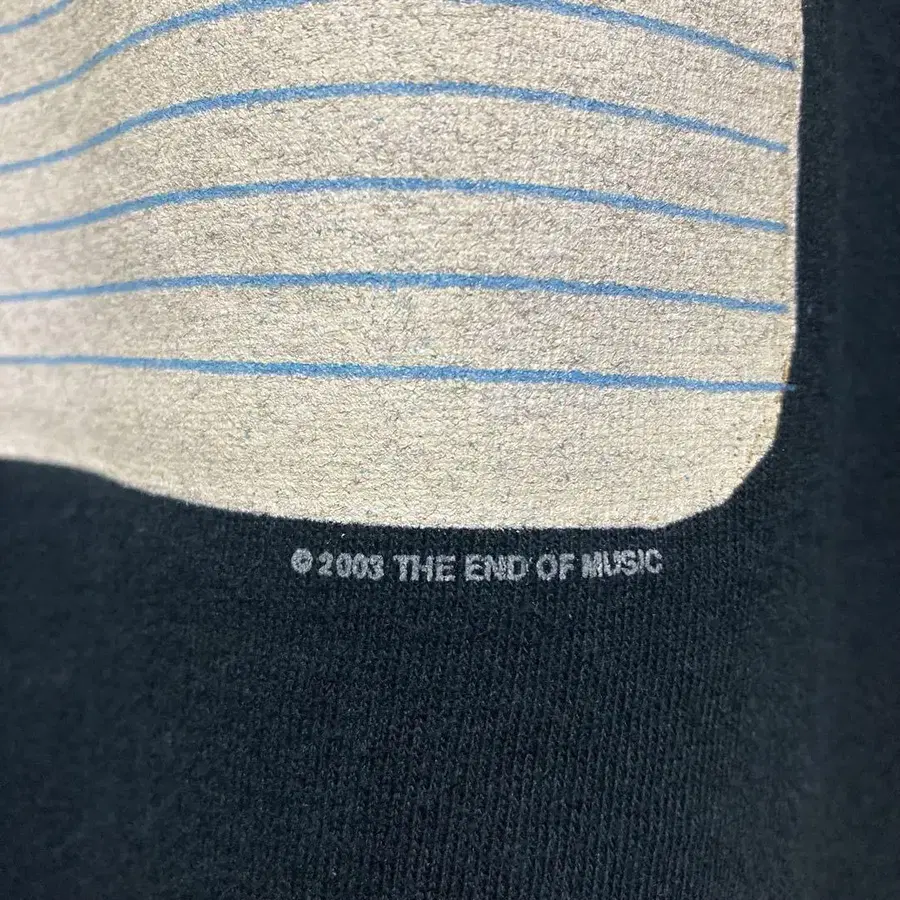 © 2003 THE END OF MUSIC